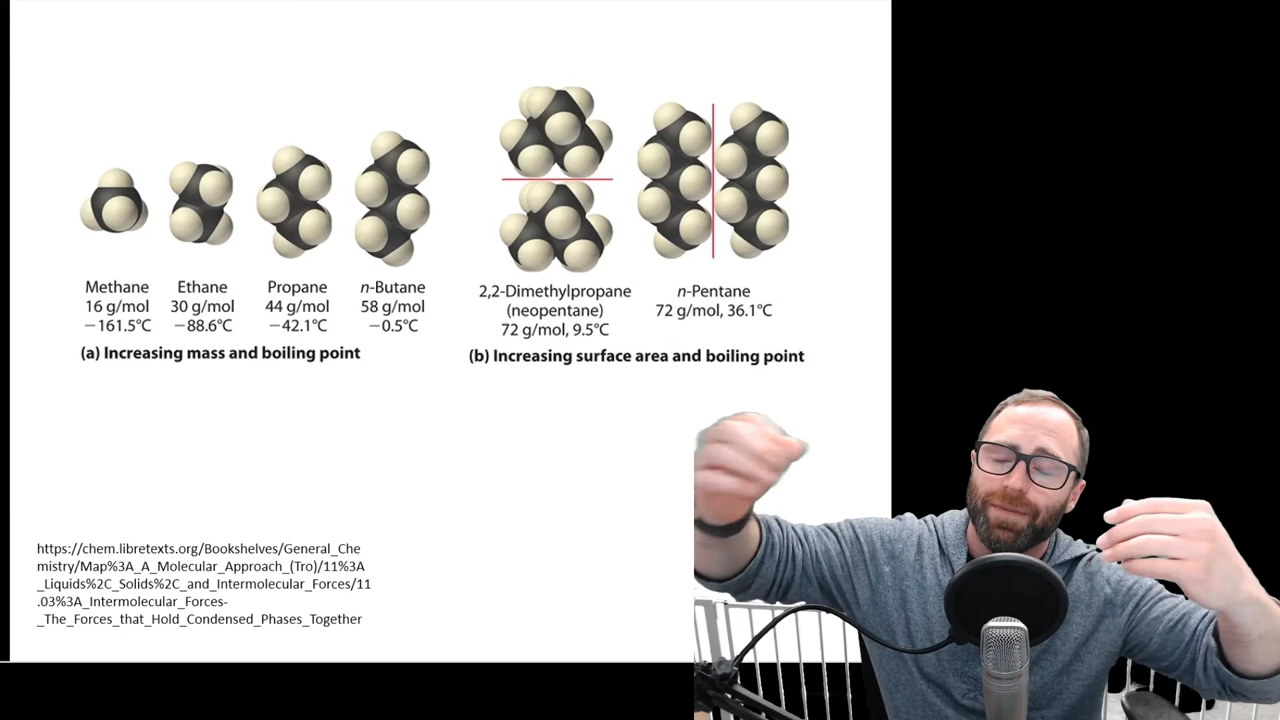 Methane
16 g/mol
−161.5°C
Ethane
30 g/mol
−88.6°C
Propane
44 g/mol
−42.1°C
n-Butane
58 g/mol
−0.5°C
(a) Increasing mass and boiling point
2,2-Dimethylpropane
(neopentane)
72 g/mol, 9.5°C
n-Pentane
72 g/mol, 36.1°C
(b) Increasing surface area and boiling point
https://chem.libretexts.org/Bookshelves/General_Che
mistry/Map%3A_A_Molecular_Approach_(Tro)/11%3A
_Liquids%2C_Solids%2C_and_Intermolecular_Forces/11
.03%3A_Intermolecular_Forces-
_The_Forces_that_Hold_Condensed_Phases_Together